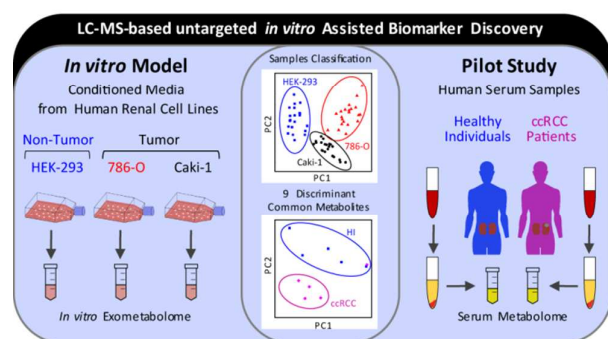 LC-MS-based untargeted in vitro Assisted Biomarker Discovery
In vitro Model
Conditioned Media
from Human Renal Cell Lines
Non-Tumor
Tumor
HEK-293
786-O
Caki-1
In vitro Exometabolome
Samples Classification
HEK-293
786-O
Caki-1
PC2
PC1
9 Discriminant
Common Metabolites
HI
ccRCC
PC2
PC1
Pilot Study
Human Serum Samples
Healthy
Individuals
ccRCC
Patients
Serum Metabolome